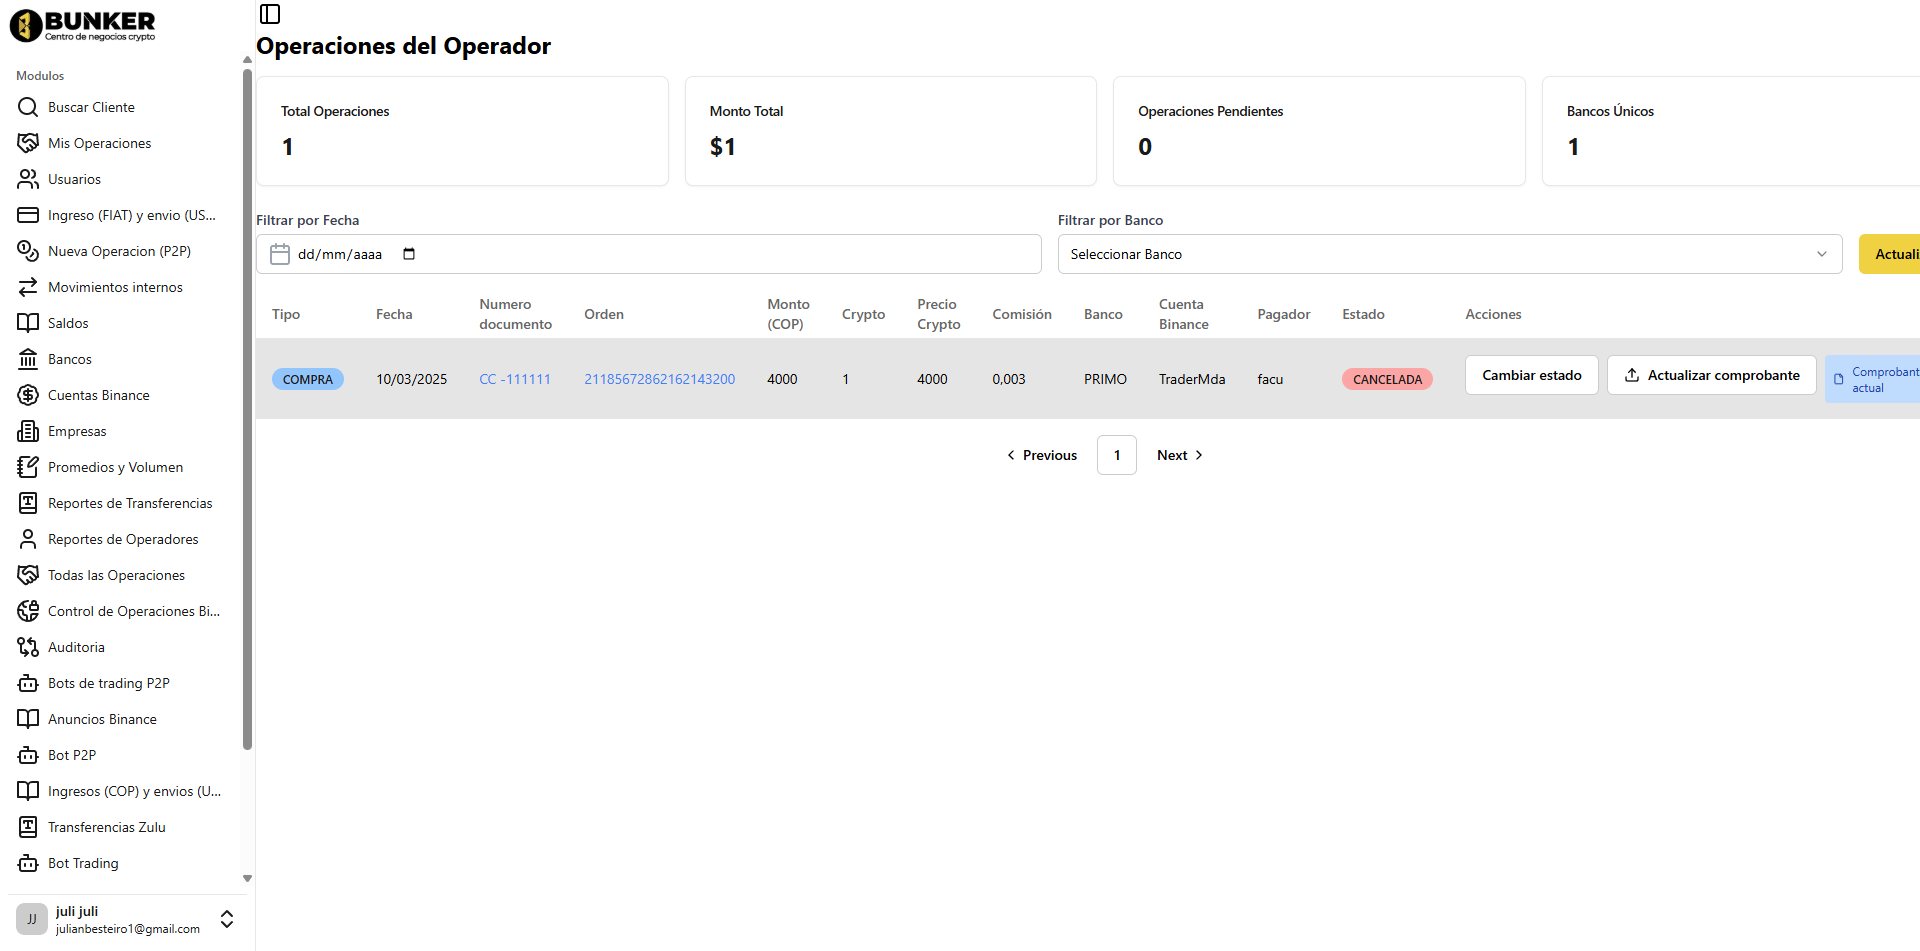 BUNKER
Centro de negocios crypto
Modulos
Buscar Cliente
Mis Operaciones
Usuarios
Ingreso (FIAT) y envio (US...
Nueva Operacion (P2P)
Movimientos internos
Saldos
Bancos
Cuentas Binance
Empresas
Promedios y Volumen
Reportes de Transferencias
Reportes de Operadores
Todas las Operaciones
Control de Operaciones Bi...
Auditoria
Bots de trading P2P
Anuncios Binance
Bot P2P
Ingresos (COP) y envios (U...
Transferencias Zulu
Bot Trading
JJ
juli juli
julianbesteiro1@gmail.com
Operaciones del Operador
Total Operaciones
1
Monto Total
$1
Operaciones Pendientes
0
Bancos Únicos
1
Filtrar por Fecha
dd/mm/aaaa
Filtrar por Banco
Seleccionar Banco
Actuali
Tipo Fecha Numero documento Orden Monto (COP) Crypto Precio Crypto Comisión Banco Cuenta Binance Pagador Estado Acciones
COMPRA 10/03/2025 CC -111111 21185672862162143200 4000 1 4000 0,003 PRIMO TraderMda facu CANCELADA Cambiar estado Actualizar comprobante Comprobant actual
Previous 1 Next